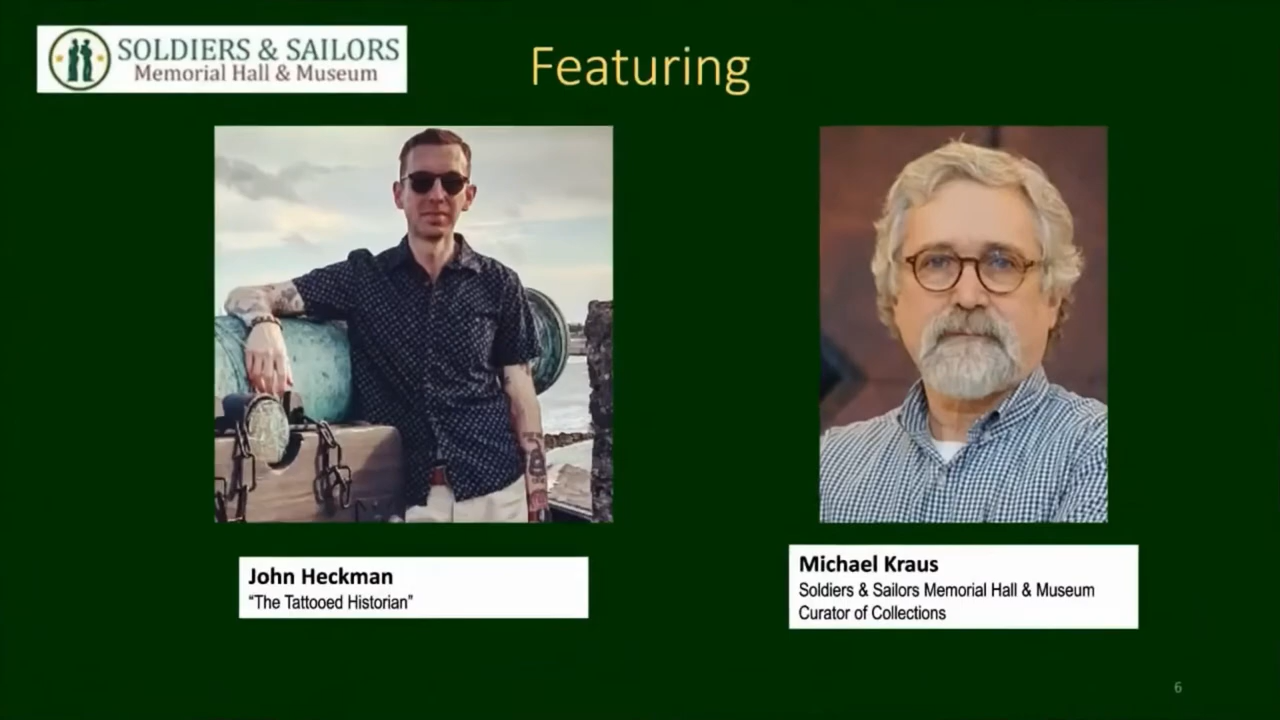 SOLDIERS & SAILORS
Memorial Hall & Museum
Featuring
John Heckman
“The Tattooed Historian”
Michael Kraus
Soldiers & Sailors Memorial Hall & Museum
Curator of Collections
6